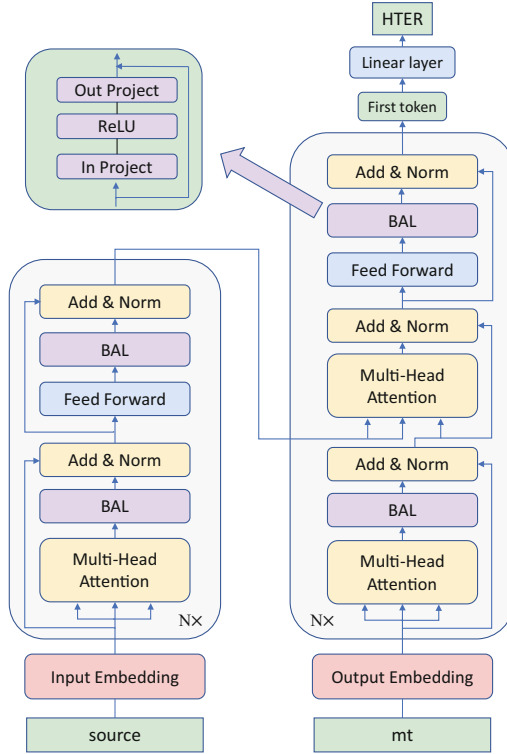 HTER
Linear layer
First token
Out Project
ReLU
In Project
Add & Norm
BAL
Feed Forward
Add & Norm
Multi-Head
Attention
Add & Norm
BAL
Multi-Head
Attention
N×
Output Embedding
mt
Add & Norm
BAL
Feed Forward
Add & Norm
BAL
Multi-Head
Attention
N×
Input Embedding
source